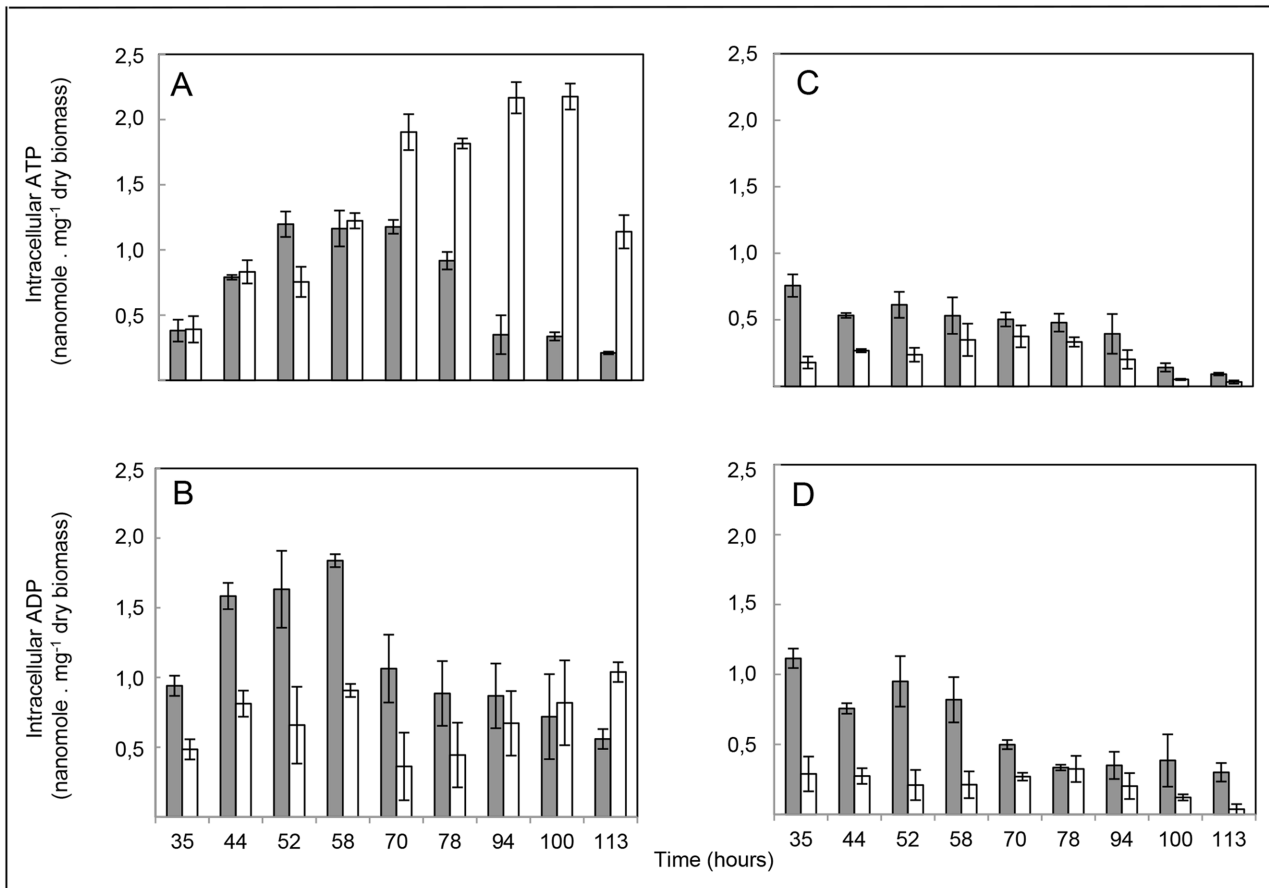 A
2,5
2,0
1,5
1,0
0,5
Intracellular ATP
(nanomole . mg⁻¹ dry biomass)
C
2,5
2,0
1,5
1,0
0,5
B
2,5
2,0
1,5
1,0
0,5
Intracellular ADP
(nanomole . mg⁻¹ dry biomass)
35 44 52 58 70 78 94 100 113
D
2,5
2,0
1,5
1,0
0,5
35 44 52 58 70 78 94 100 113
Time (hours)